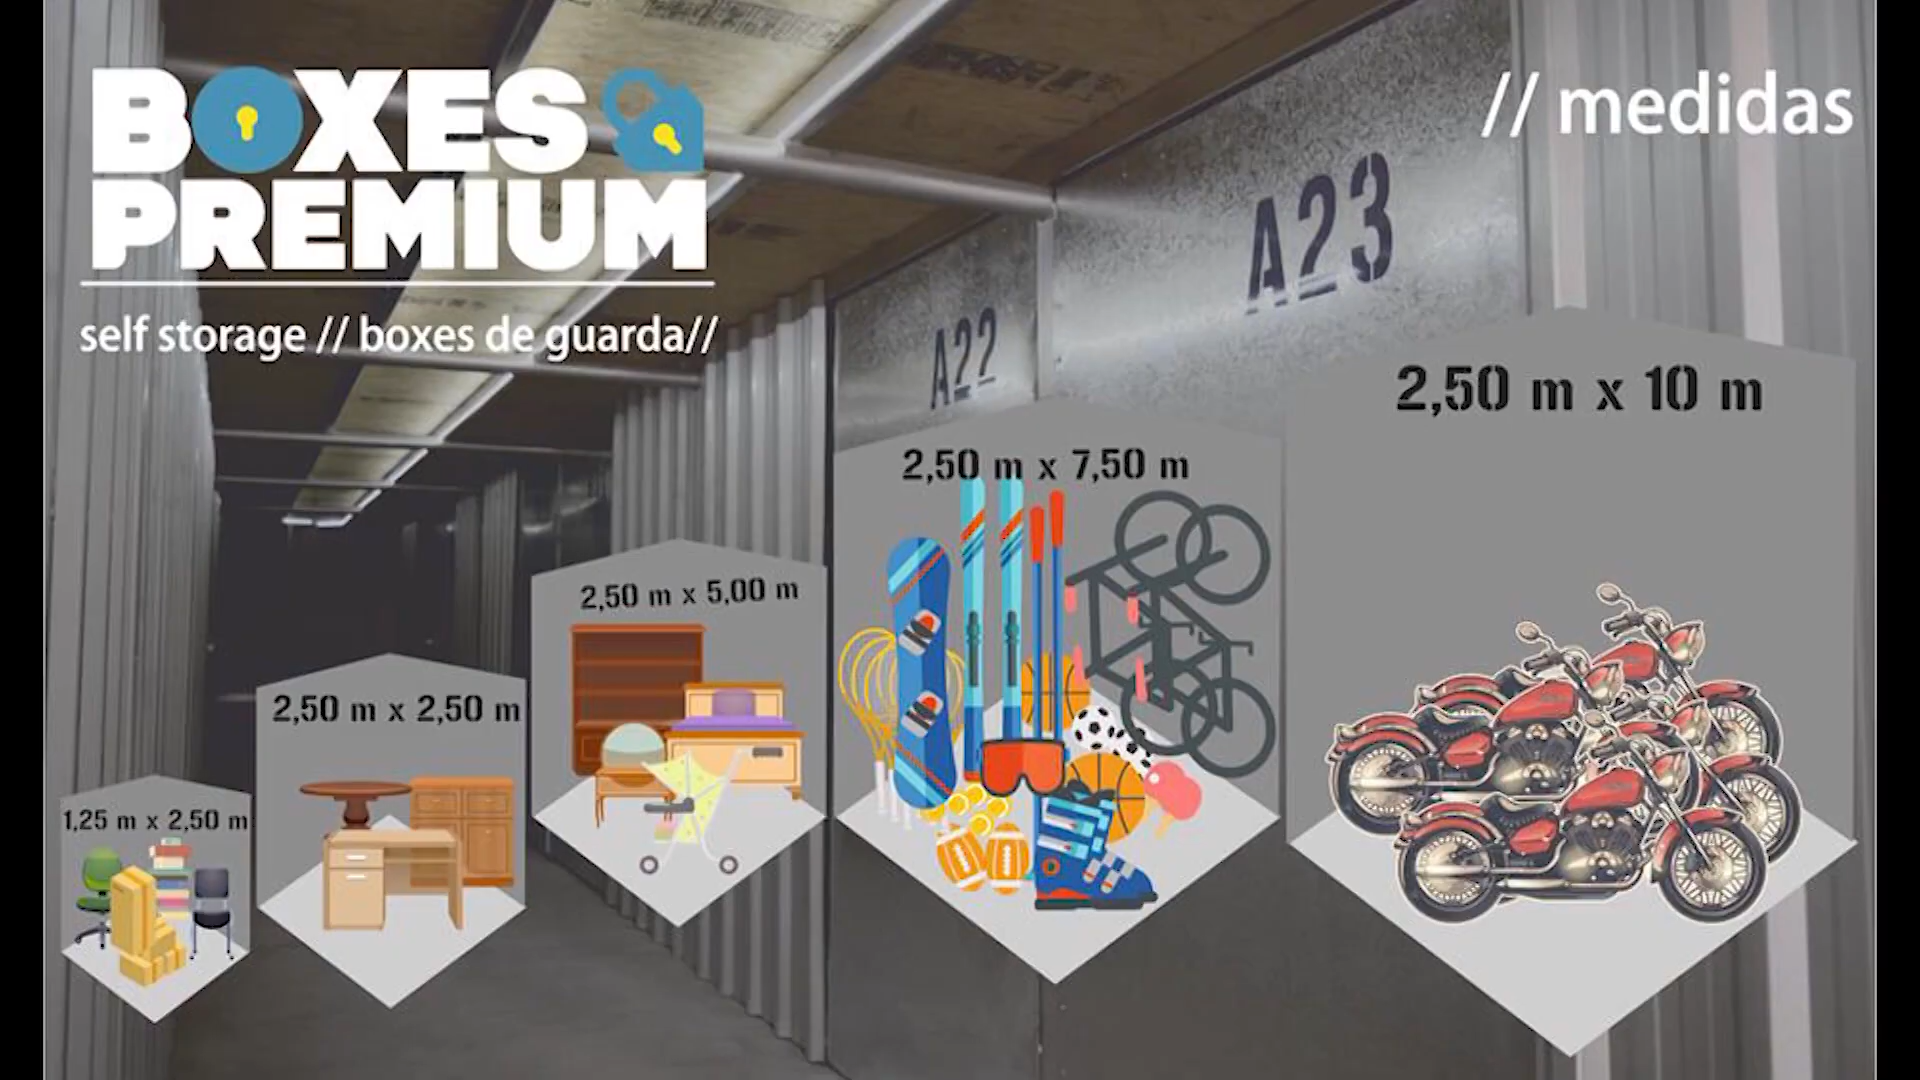 BOXES
PREMIUM
self storage // boxes de guarda//
// medidas
A22
A23
1,25 m x 2,50 m
2,50 m x 2,50 m
2,50 m x 5,00 m
2,50 m x 7,50 m
2,50 m x 10 m